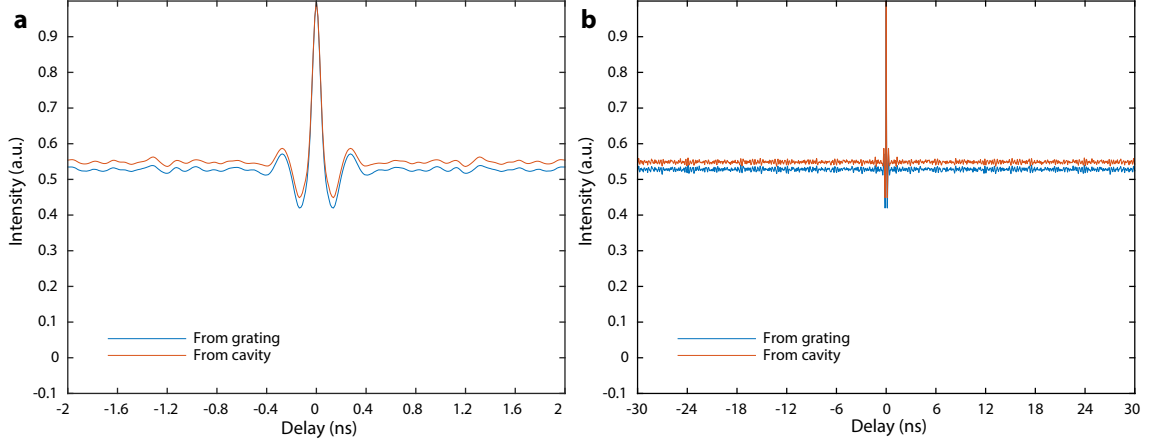 a
Intensity (a.u.)
0.9
0.8
0.7
0.6
0.5
0.4
0.3
0.2
0.1
0
-0.1
From grating
From cavity
-2 -1.6 -1.2 -0.8 -0.4 0 0.4 0.8 1.2 1.6 2
Delay (ns)
b
Intensity (a.u.)
0.9
0.8
0.7
0.6
0.5
0.4
0.3
0.2
0.1
0
-0.1
From grating
From cavity
-30 -24 -18 -12 -6 0 6 12 18 24 30
Delay (ns)